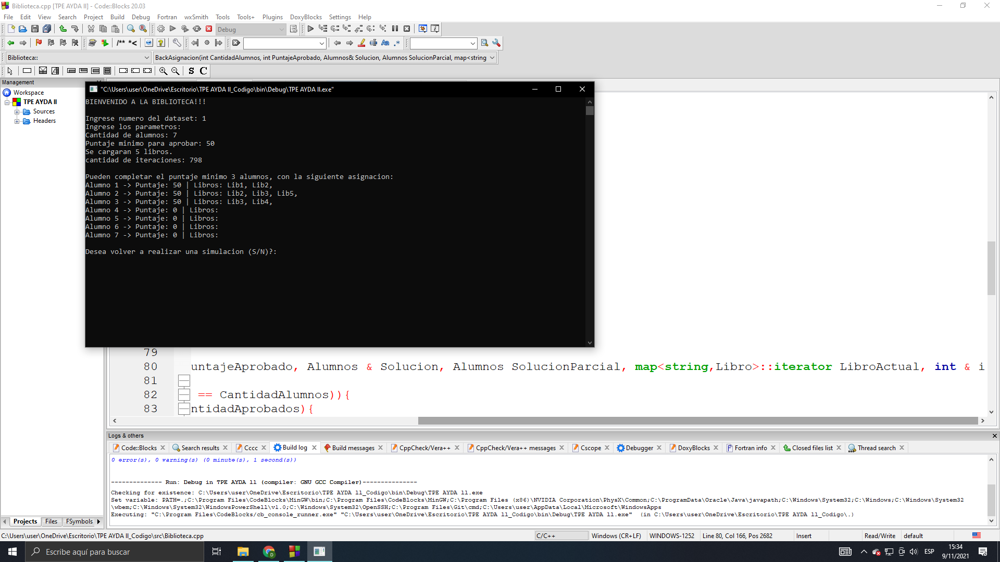 Biblioteca.cpp [TPE AYDA II] - Code::Blocks 20.03
File Edit View Search Project Build Debug Fortran wxSmith Tools Tools+ Plugins DoxyBlocks Settings Help
Debug
/** *<
Biblioteca::
BackAsignacion(int CantidadAlumnos, int PuntajeAprobado, Alumnos& Solucion, Alumnos SolucionParcial, map<string
S C
Management
Workspace
TPE AYDA II
Sources
Headers
"C:\Users\user\OneDrive\Escritorio\TPE AYDA ll_Codigo\bin\Debug\TPE AYDA ll.exe"
BIENVENIDO A LA BIBLIOTECA!!!
Ingrese numero del dataset: 1
Ingrese los parametros:
Cantidad de alumnos: 7
Puntaje minimo para aprobar: 50
Se cargaran 5 libros.
cantidad de iteraciones: 798
Pueden completar el puntaje minimo 3 alumnos, con la siguiente asignacion:
Alumno 1 -> Puntaje: 50 | Libros: Lib1, Lib2,
Alumno 2 -> Puntaje: 50 | Libros: Lib2, Lib3, Lib5,
Alumno 3 -> Puntaje: 50 | Libros: Lib3, Lib4,
Alumno 4 -> Puntaje: 0 | Libros:
Alumno 5 -> Puntaje: 0 | Libros:
Alumno 6 -> Puntaje: 0 | Libros:
Alumno 7 -> Puntaje: 0 | Libros:
Desea volver a realizar una simulacion (S/N)?:
79
80 untajeAprobado, Alumnos & Solucion, Alumnos SolucionParcial, map<string,Libro>::iterator LibroActual, int & i
81
82 == CantidadAlumnos)){
83 ntidadAprobados){
Logs & others
Code::Blocks Search results Cccc Build log Build messages CppCheck/Vera++ CppCheck/Vera++ messages Cscope Debugger DoxyBlocks Fortran info Closed files list Thread search
0 error(s), 0 warning(s) (0 minute(s), 1 second(s))
-------------- Run: Debug in TPE AYDA ll (compiler: GNU GCC Compiler)---------------
Checking for existence: C:\Users\user\OneDrive\Escritorio\TPE AYDA ll_Codigo\bin\Debug\TPE AYDA ll.exe
Set variable: PATH=.;C:\Program Files\CodeBlocks\MinGW\bin;C:\Program Files\CodeBlocks\MinGW;C:\Program Files (x86)\NVIDIA Corporation\PhysX\Common;C:\ProgramData\Oracle\Java\javapath;C:\Windows\System32;C:\Windows;C:\Windows\System32
\wbem;C:\Windows\System32\WindowsPowerShell\v1.0;C:\Windows\System32\OpenSSH;C:\Program Files\Git\cmd;C:\Users\user\AppData\Local\Microsoft\WindowsApps
Executing: "C:\Program Files\CodeBlocks/cb_console_runner.exe" "C:\Users\user\OneDrive\Escritorio\TPE AYDA ll_Codigo\bin\Debug\TPE AYDA ll.exe"  (in C:\Users\user\OneDrive\Escritorio\TPE AYDA ll_Codigo\.)
Projects Files FSymbols
C:\Users\user\OneDrive\Escritorio\TPE AYDA ll_Codigo\src\Biblioteca.cpp C/C++ Windows (CR+LF) WINDOWS-1252 Line 80, Col 166, Pos 2682 Insert Read/Write default
Escribe aquí para buscar
ESP
15:34
9/11/2021